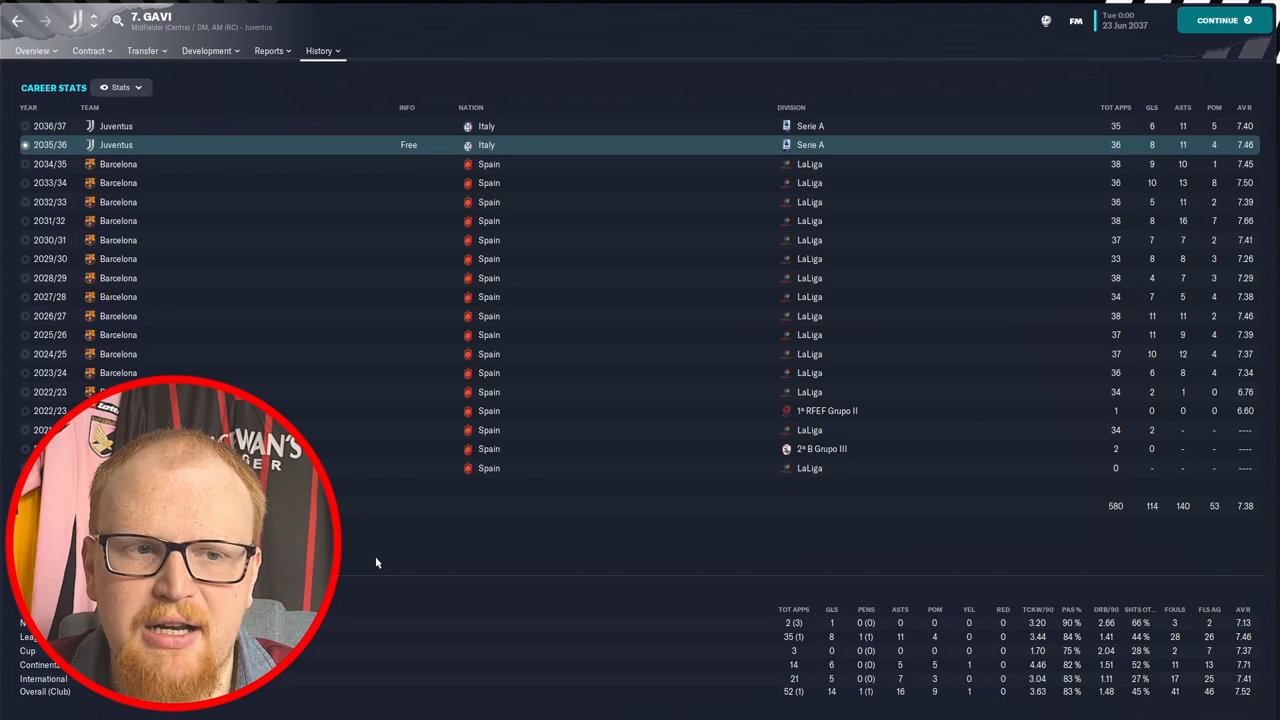 7. GAVI
Midfielder (Centre) / DM, AM (RC) - Juventus
FM
Tue 0:00
23 Jun 2037
CONTINUE
Overview Contract Transfer Development Reports History
CAREER STATS Stats
YEAR TEAM INFO NATION DIVISION TOT APPS GLS ASTS POM AV R
2036/37 Juventus Italy Serie A 35 6 11 5 7.40
2035/36 Juventus Free Italy Serie A 36 8 11 4 7.46
2034/35 Barcelona Spain LaLiga 38 9 10 1 7.45
2033/34 Barcelona Spain LaLiga 36 10 13 8 7.50
2032/33 Barcelona Spain LaLiga 36 5 11 2 7.39
2031/32 Barcelona Spain LaLiga 38 8 16 7 7.66
2030/31 Barcelona Spain LaLiga 37 7 7 2 7.41
2029/30 Barcelona Spain LaLiga 33 8 8 3 7.26
2028/29 Barcelona Spain LaLiga 38 4 7 3 7.29
2027/28 Barcelona Spain LaLiga 34 7 5 4 7.38
2026/27 Barcelona Spain LaLiga 38 11 11 2 7.46
2025/26 Barcelona Spain LaLiga 37 11 9 4 7.39
2024/25 Barcelona Spain LaLiga 37 10 12 4 7.37
2023/24 Barcelona Spain LaLiga 36 6 8 4 7.34
2022/23 Spain LaLiga 34 2 1 0 6.76
2022/23 Spain 1ª RFEF Grupo II 1 0 0 0 6.60
Spain LaLiga 34 2 - - ----
Spain 2ª B Grupo III 2 0 - - ----
Spain LaLiga 0 - - - ----
580 114 140 53 7.38
TOT APPS GLS PENS ASTS POM YEL RED TCKW/90 PAS % DRB/90 SHTS OT... FOULS FLS AG AV R
2 (3) 1 0 (0) 0 0 0 0 3.20 90 % 2.66 66 % 3 2 7.13
35 (1) 8 1 (1) 11 4 0 0 3.44 84 % 1.41 44 % 28 26 7.46
Cup 3 0 0 (0) 0 0 0 0 1.70 75 % 2.04 28 % 2 7 7.37
Continenta 14 6 0 (0) 5 5 1 0 4.46 82 % 1.51 52 % 11 13 7.71
International 21 5 0 (0) 7 3 0 0 3.04 83 % 1.11 27 % 17 25 7.41
Overall (Club) 52 (1) 14 1 (1) 16 9 1 0 3.63 83 % 1.48 45 % 41 46 7.52